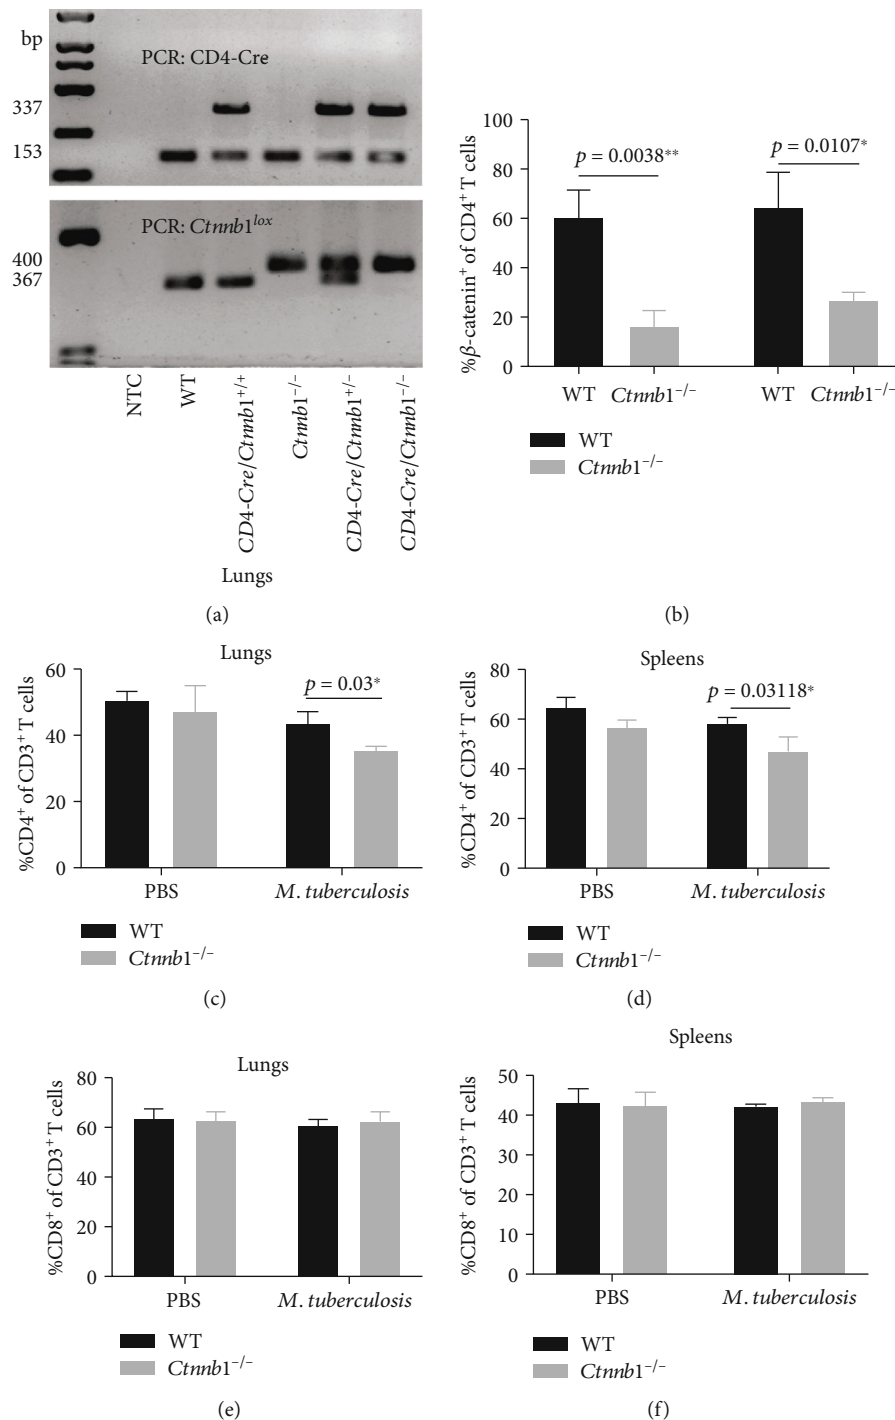 bp
PCR: CD4-Cre
337
153
PCR: Ctnnb1ˡᵒˣ
400
367
NTC
WT
CD4-Cre/Ctnnb1⁺/⁺
Ctnnb1⁻/⁻
CD4-Cre/Ctnnb1⁺/⁻
CD4-Cre/Ctnnb1⁻/⁻
Lungs
(a)
%β-catenin⁺ of CD4⁺ T cells
100
80
60
40
20
0
p = 0.0038**
p = 0.0107*
WT Ctnnb1⁻/⁻ WT Ctnnb1⁻/⁻
WT
Ctnnb1⁻/⁻
(b)
Lungs
%CD4⁺ of CD3⁺ T cells
60
40
20
0
p = 0.03*
PBS M. tuberculosis
WT
Ctnnb1⁻/⁻
(c)
Spleens
%CD4⁺ of CD3⁺ T cells
80
60
40
20
0
p = 0.03118*
PBS M. tuberculosis
WT
Ctnnb1⁻/⁻
(d)
Lungs
%CD8⁺ of CD3⁺ T cells
80
60
40
20
0
PBS M. tuberculosis
WT
Ctnnb1⁻/⁻
(e)
Spleens
%CD8⁺ of CD3⁺ T cells
50
40
30
20
10
0
PBS M. tuberculosis
WT
Ctnnb1⁻/⁻
(f)